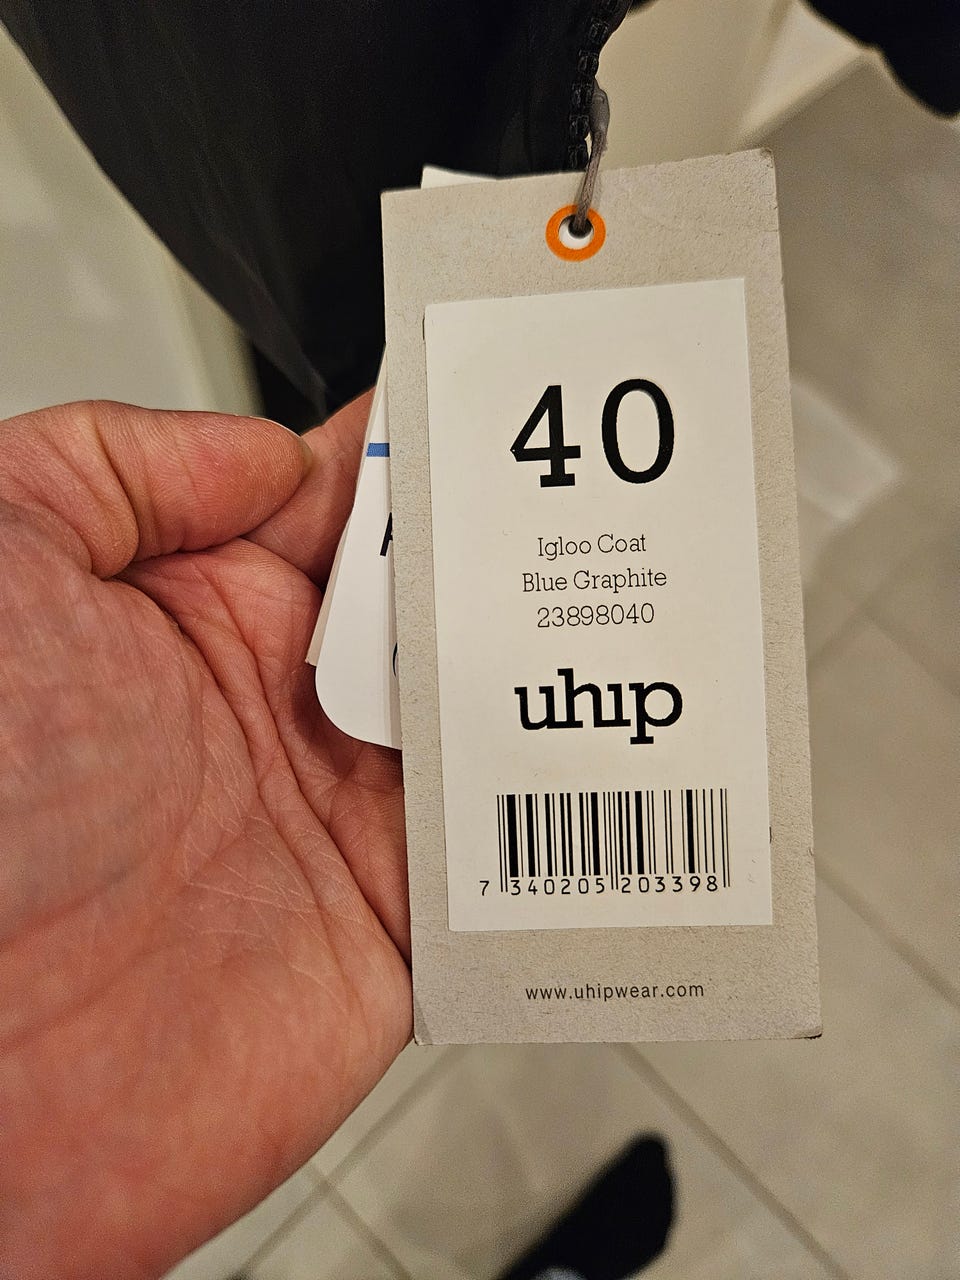 40
Igloo Coat
Blue Graphite
23898040
uhip
7 340205 203398
www.uhipwear.com